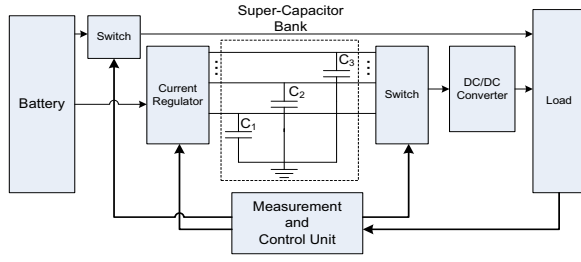 Super-Capacitor
Bank
Switch
Battery
Current
Regulator
C1
C2
C3
Switch
DC/DC
Converter
Load
Measurement
and
Control Unit